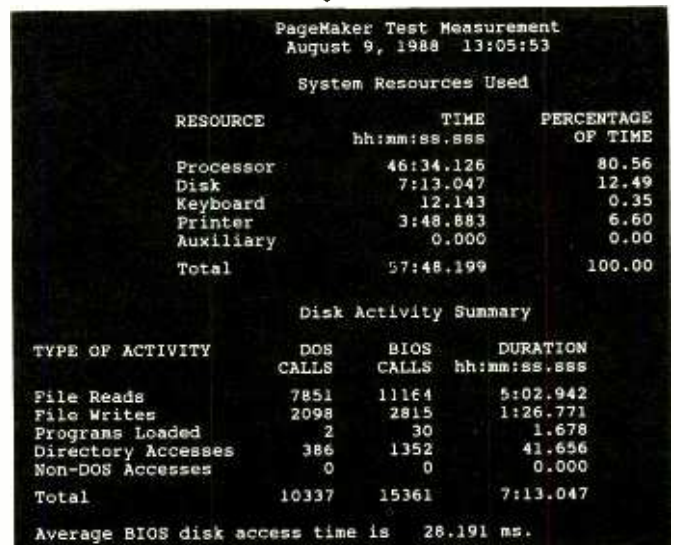 PageMaker Test Measurement
August 9, 1988 13:05:53
System Resources Used
RESOURCE TIME PERCENTAGE
hh:mm:ss.sss OF TIME
Processor 46:34.126 80.56
Disk 7:13.047 12.49
Keyboard 12.143 0.35
Printer 3:48.883 6.60
Auxiliary 0.000 0.00
Total 57:48.199 100.00
Disk Activity Summary
TYPE OF ACTIVITY DOS BIOS DURATION
CALLS CALLS hh:mm:ss.sss
File Reads 7851 11164 5:02.942
File Writes 2098 2815 1:26.771
Programs Loaded 2 30 1.678
Directory Accesses 386 1352 41.656
Non-DOS Accesses 0 0 0.000
Total 10337 15361 7:13.047
Average BIOS disk access time is 28.191 ms.